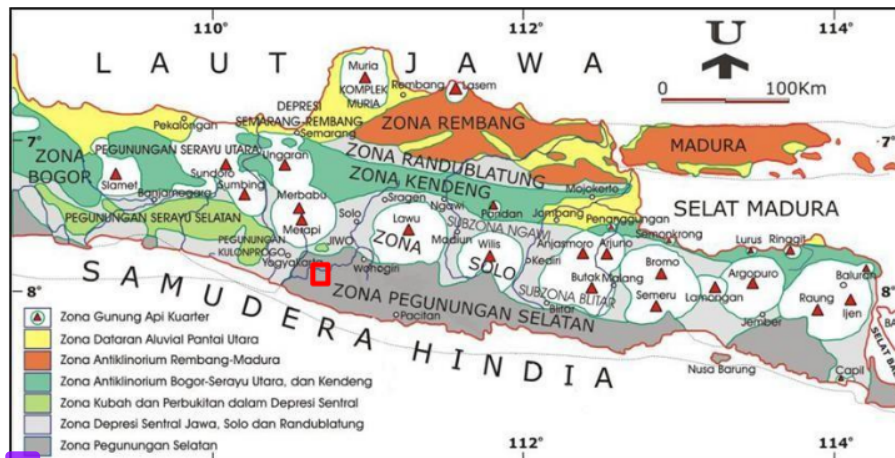 110°
112°
114°
LAUT JAWA
U
100Km
0
Muria
KOMPLEK
MURIA
Rembang
Lasem
DEPRESI
SEMARANG-REMBANG
Semarang
Pekalongan
7°
7°
ZONA REMBANG
MADURA
ZONA RANDUBLATUNG
ZONA KENDENG
PEGUNUNGAN SERAYU UTARA
Ungaran
ZONA
BOGOR
Slamet
Sundoro
Sumbing
Banjarnagara
Merbabu
Merapi
PEGUNUNGAN SERAYU SELATAN
Solo
Sragen
Ngawi
Pandan
Mojokerto
Jombang
Penanggungan
SELAT MADURA
Semongkrong
Lurus
Ringgit
PEGUNUNGAN
KULONPROGO
JIWO
Yogyakarta
Wonogiri
Lawu
ZONA
SOLO
Madiun
Wilis
SUBZONA NGAWI
Kediri
Anjasmoro
Arjuno
Butak
Malang
SUBZONA BLITAR
Blitar
Bromo
Semeru
Lamongan
Argopuro
Baluran
Raung
Ijen
Jember
8°
8°
ZONA PEGUNUNGAN SELATAN
Pacitan
SAMUDERA HINDIA
Nusa Barung
Capil
Zona Gunung Api Kuarter
Zona Dataran Aluvial Pantai Utara
Zona Antiklinorium Rembang-Madura
Zona Antiklinorium Bogor-Serayu Utara, dan Kendeng
Zona Kubah dan Perbukitan dalam Depresi Sentral
Zona Depresi Sentral Jawa, Solo dan Randublatung
Zona Pegunungan Selatan
110°
112°
114°